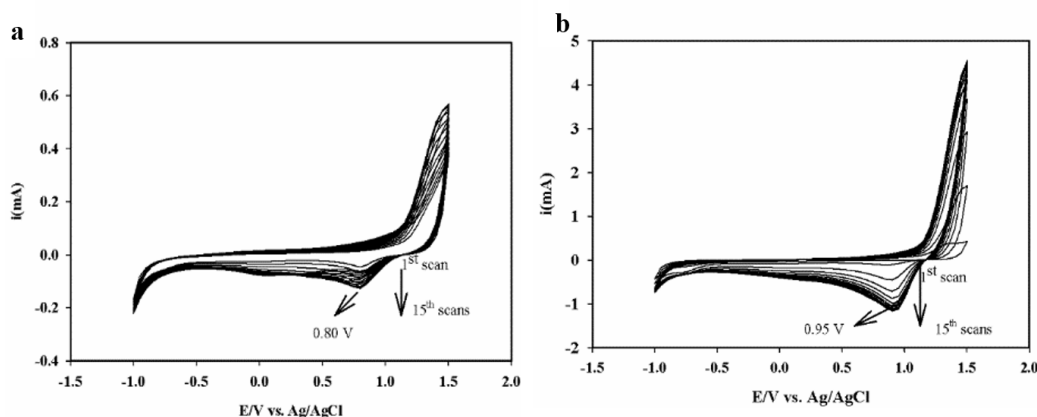 a
0.8
0.6
0.4
0.2
0.0
-0.2
-0.4
i(mA)
1st scan
15th scans
0.80 V
-1.5 -1.0 -0.5 0.0 0.5 1.0 1.5 2.0
E/V vs. Ag/AgCl
b
5
4
3
2
1
0
-1
-2
i(mA)
1st scan
15th scans
0.95 V
-1.5 -1.0 -0.5 0.0 0.5 1.0 1.5 2.0
E/V vs. Ag/AgCl